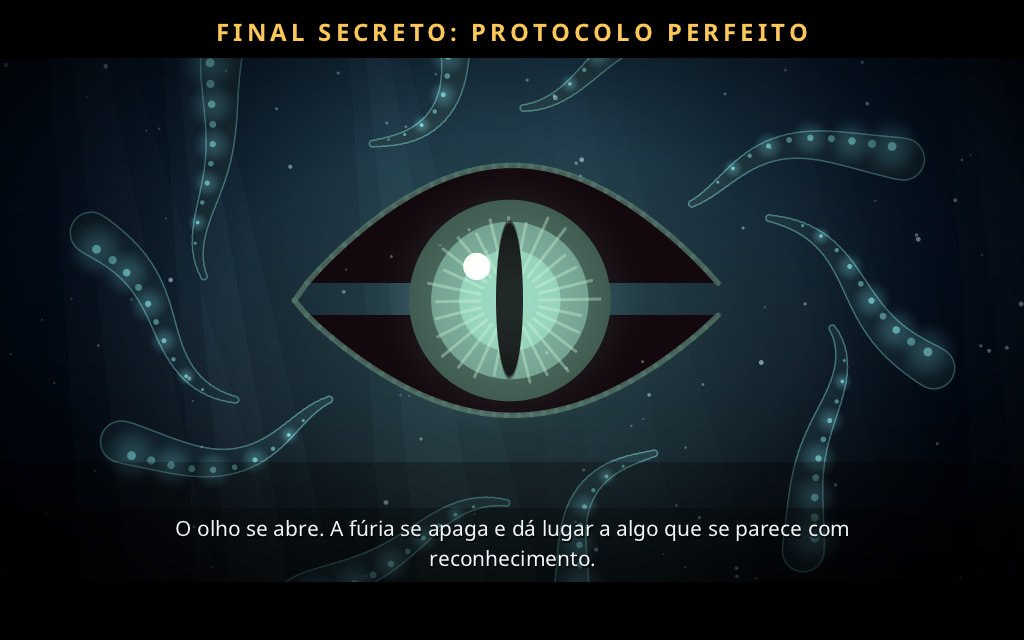 FINAL SECRETO: PROTOCOLO PERFEITO
O olho se abre. A fúria se apaga e dá lugar a algo que se parece com
reconhecimento.